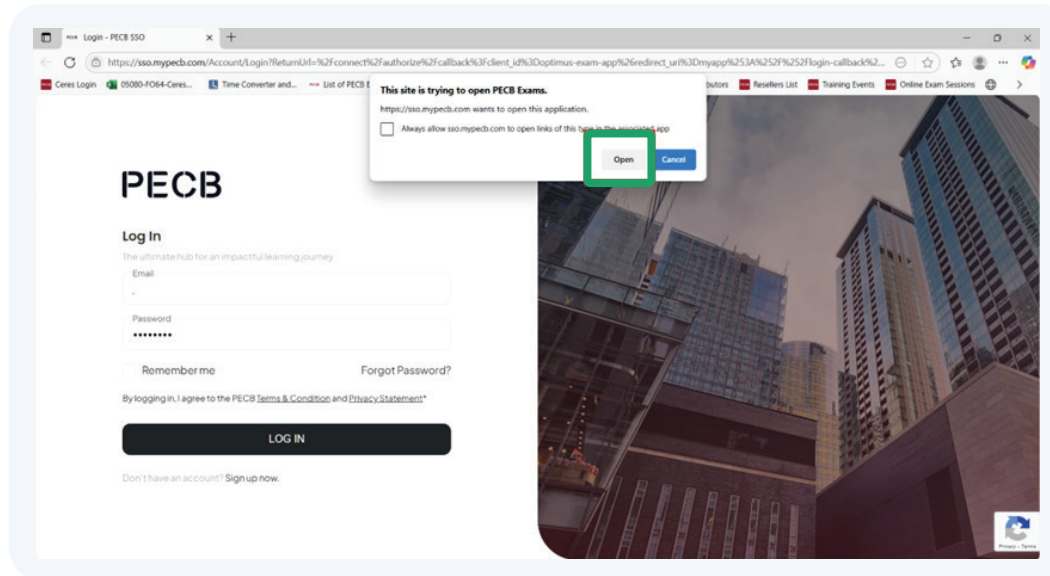 Login - PECB SSO
https://sso.mypecb.com/Account/Login?ReturnUrl=%2Fconnect%2Fauthorize%2Fcallback%3Fclient_id%3Doptimus-exam-app%26redirect_uri%3Dmyapp%253A%252F%252Flogin-callback%2...
Ceres Login
05080-FO64-Ceres...
Time Converter and...
List of PECB
Resellers List
Training Events
Online Exam Sessions
This site is trying to open PECB Exams.
https://sso.mypecb.com wants to open this application.
Always allow sso.mypecb.com to open links of this type in the associated app
Open
Cancel
PECB
Log In
The ultimate hub for an impactful learning journey
Email
Password
Remember me
Forgot Password?
By logging in, I agree to the PECB Terms & Condition and Privacy Statement*
LOG IN
Don't have an account? Sign up now.
Privacy - Terms